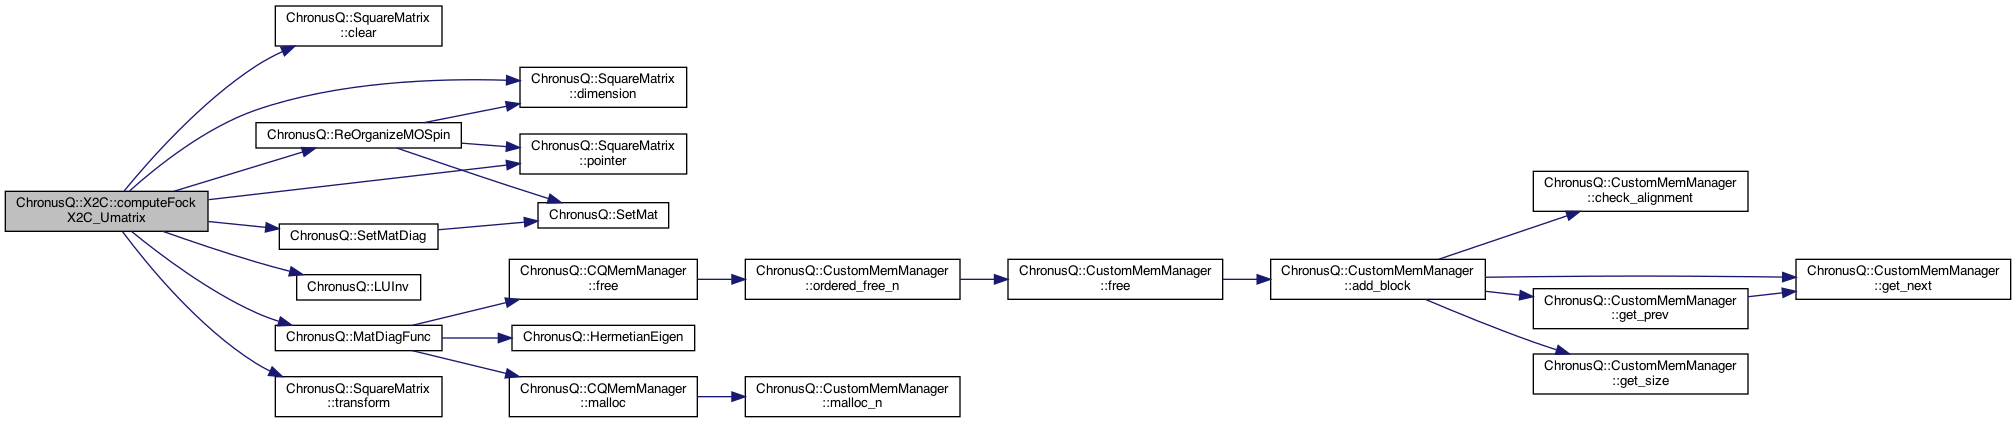 ChronusQ::SquareMatrix
::clear
ChronusQ::SquareMatrix
::dimension
ChronusQ::ReOrganizeMOSpin
ChronusQ::SquareMatrix
::pointer
ChronusQ::X2C::computeFock
X2C_Umatrix
ChronusQ::CustomMemManager
::check_alignment
ChronusQ::SetMat
ChronusQ::SetMatDiag
ChronusQ::LUInv
ChronusQ::CQMemManager
::free
ChronusQ::CustomMemManager
::ordered_free_n
ChronusQ::CustomMemManager
::free
ChronusQ::CustomMemManager
::add_block
ChronusQ::CustomMemManager
::get_next
ChronusQ::CustomMemManager
::get_prev
ChronusQ::MatDiagFunc
ChronusQ::HermetianEigen
ChronusQ::CustomMemManager
::get_size
ChronusQ::SquareMatrix
::transform
ChronusQ::CQMemManager
::malloc
ChronusQ::CustomMemManager
::malloc_n